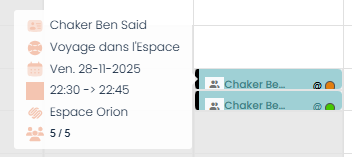 Chaker Ben Said
Voyage dans l'Espace
Ven. 28-11-2025
22:30 -> 22:45
Espace Orion
5 / 5
Chaker Be... @
Chaker Be... @